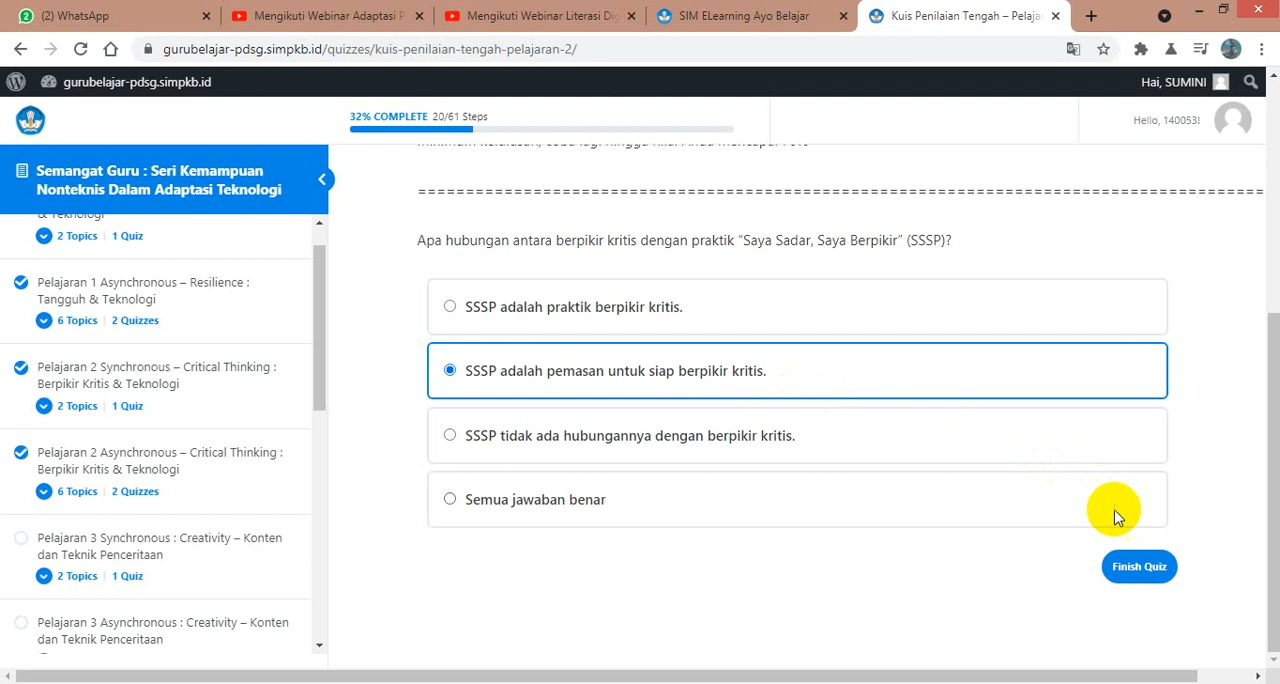 (2) WhatsApp
Mengikuti Webinar Adaptasi P
Mengikuti Webinar Literasi Dig
SIM ELearning Ayo Belajar
Kuis Penilaian Tengah – Pelajar
gurubelajar-pdsg.simpkb.id/quizzes/kuis-penilaian-tengah-pelajaran-2/
gurubelajar-pdsg.simpkb.id
Hai, SUMINI
32% COMPLETE 20/61 Steps
Hello, 140053!
Semangat Guru : Seri Kemampuan
Nonteknis Dalam Adaptasi Teknologi
& Teknologi
2 Topics | 1 Quiz
Pelajaran 1 Asynchronous – Resilience :
Tangguh & Teknologi
6 Topics | 2 Quizzes
Pelajaran 2 Synchronous – Critical Thinking :
Berpikir Kritis & Teknologi
2 Topics | 1 Quiz
Pelajaran 2 Asynchronous – Critical Thinking :
Berpikir Kritis & Teknologi
6 Topics | 2 Quizzes
Pelajaran 3 Synchronous : Creativity – Konten
dan Teknik Penceritaan
2 Topics | 1 Quiz
Pelajaran 3 Asynchronous : Creativity – Konten
dan Teknik Penceritaan
Apa hubungan antara berpikir kritis dengan praktik “Saya Sadar, Saya Berpikir” (SSSP)?
SSSP adalah praktik berpikir kritis.
SSSP adalah pemasan untuk siap berpikir kritis.
SSSP tidak ada hubungannya dengan berpikir kritis.
Semua jawaban benar
Finish Quiz